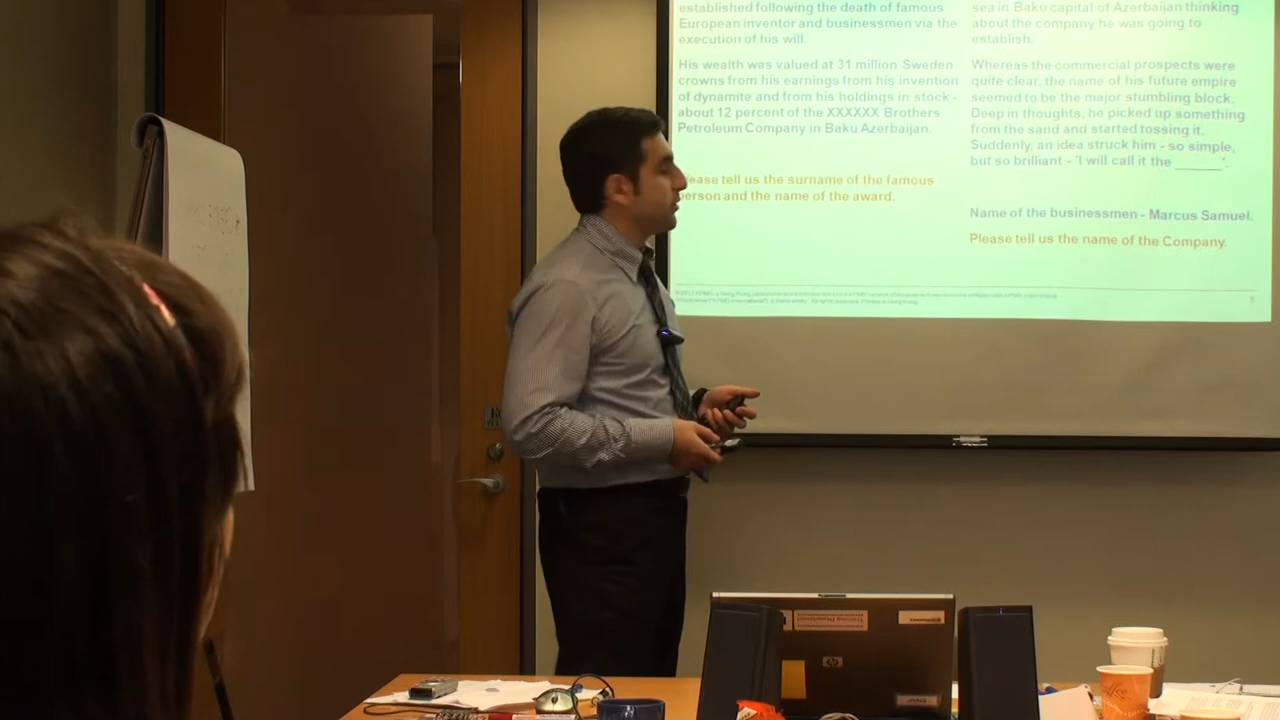 established following the death of famous
European inventor and businessmen via the
execution of his will.
His wealth was valued at 31 million Sweden
crowns from his earnings from his invention
of dynamite and from his holdings in stock -
about 12 percent of the XXXXXX Brothers
Petroleum Company in Baku Azerbaijan.
lease tell us the surname of the famous
erson and the name of the award.
sea in Baku capital of Azerbaijan thinking
about the company he was going to
establish.
Whereas the commercial prospects were
quite clear, the name of his future empire
seemed to be the major stumbling block.
Deep in thoughts, he picked up something
from the sand and started tossing it.
Suddenly, an idea struck him - so simple,
but so brilliant - 'I will call it the _______'.
Name of the businessmen - Marcus Samuel.
Please tell us the name of the Company.
hp